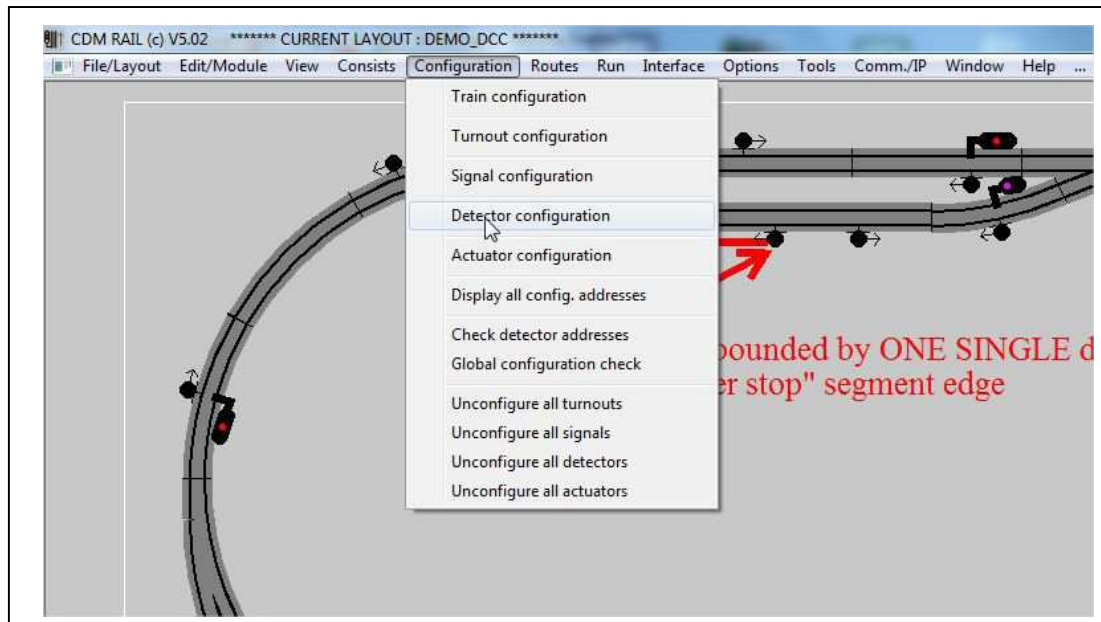 CDM RAIL (c) V5.02 ******* CURRENT LAYOUT : DEMO_DCC *******
File/Layout Edit/Module View Consists Configuration Routes Run Interface Options Tools Comm./IP Window Help ...
Train configuration
Turnout configuration
Signal configuration
Detector configuration
Actuator configuration
Display all config. addresses
Check detector addresses
Global configuration check
Unconfigure all turnouts
Unconfigure all signals
Unconfigure all detectors
Unconfigure all actuators
bounded by ONE SINGLE d
er stop" segment edge